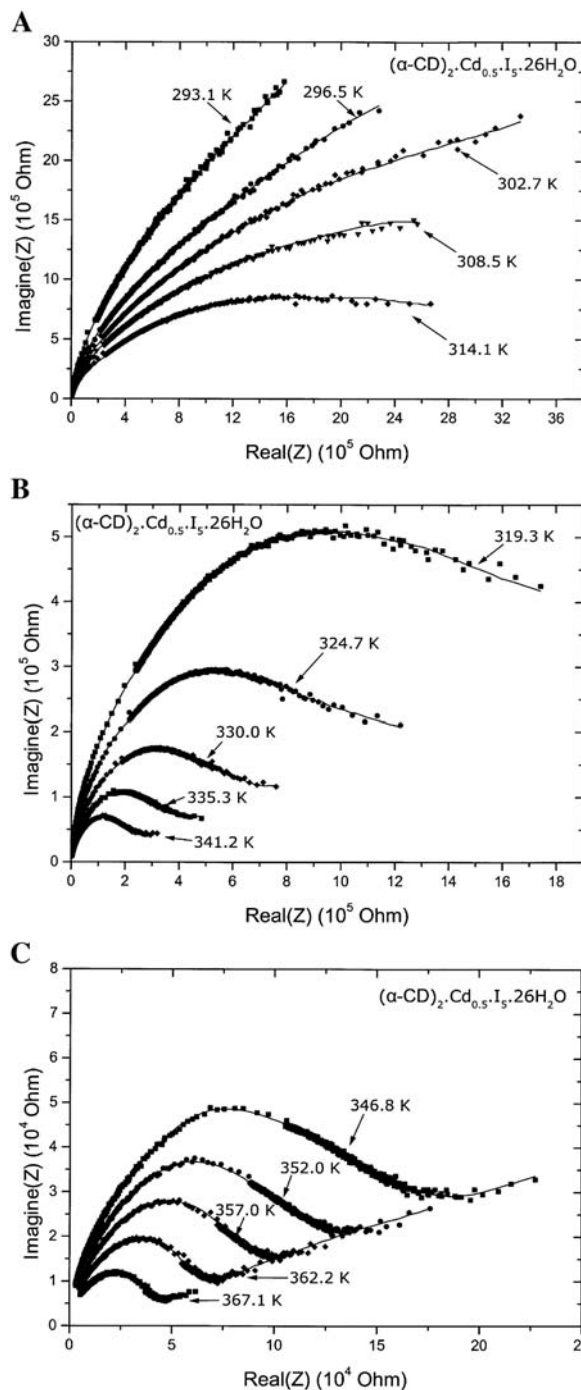 A
(α-CD)₂.Cd₀.₅.I₅.26H₂O
30
25
20
15
10
5
0
Imagine(Z) (10⁵ Ohm)
293.1 K
296.5 K
302.7 K
308.5 K
314.1 K
0 4 8 12 16 20 24 28 32 36
Real(Z) (10⁵ Ohm)
B
(α-CD)₂.Cd₀.₅.I₅.26H₂O
5
4
3
2
1
0
Imagine(Z) (10⁵ Ohm)
319.3 K
324.7 K
330.0 K
335.3 K
341.2 K
0 2 4 6 8 10 12 14 16 18
Real(Z) (10⁵ Ohm)
C
(α-CD)₂.Cd₀.₅.I₅.26H₂O
8
7
6
5
4
3
2
1
0
Imagine(Z) (10⁴ Ohm)
346.8 K
352.0 K
357.0 K
362.2 K
367.1 K
0 5 10 15 20 2
Real(Z) (10⁴ Ohm)